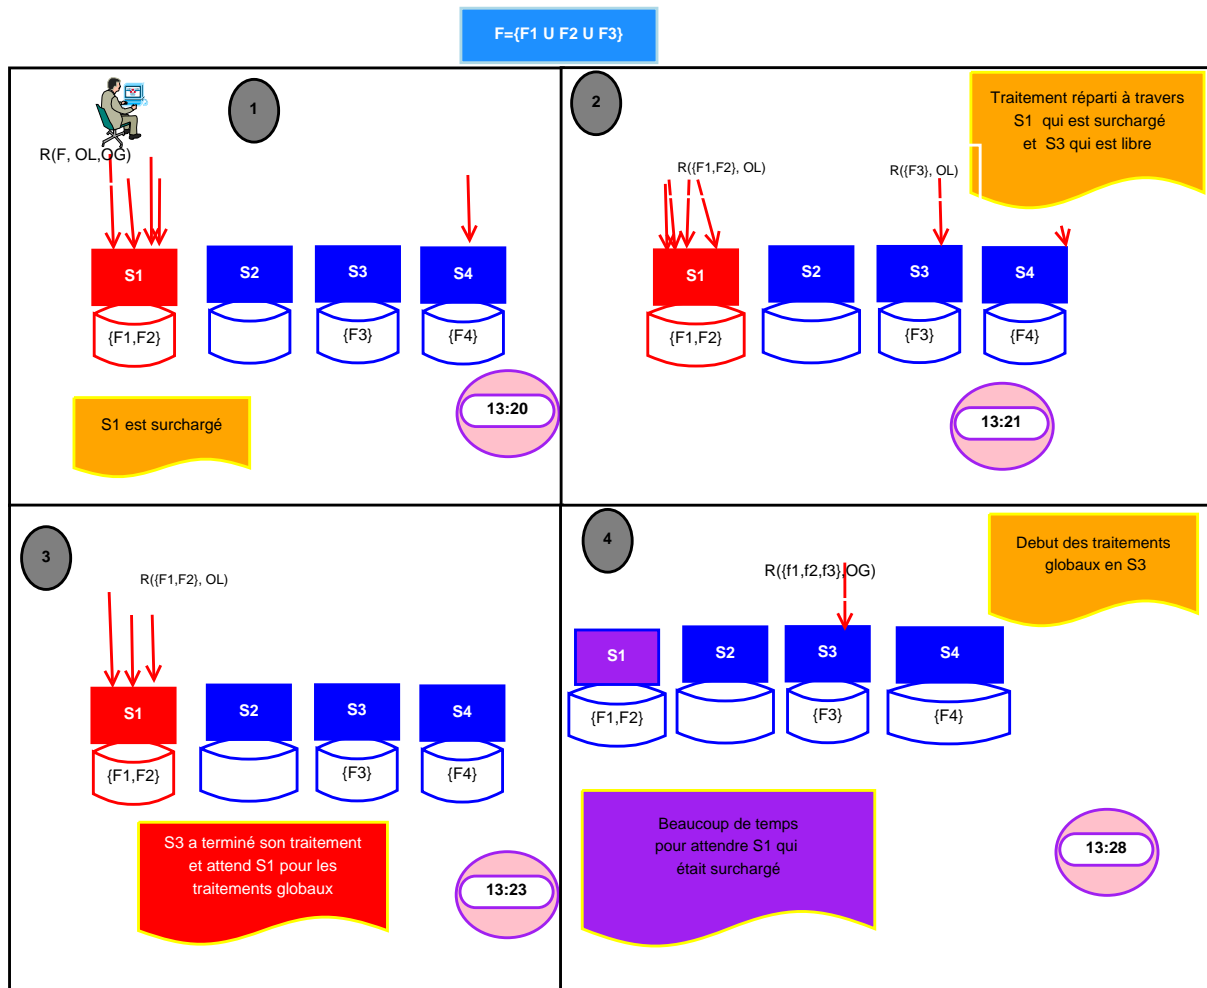 F={F1 U F2 U F3}
1
R(F, OL,OG)
S1
S2
S3
S4
{F1,F2}
{F3}
{F4}
13:20
S1 est surchargé
2
Traitement réparti à travers
S1 qui est surchargé
et S3 qui est libre
R({F1,F2}, OL)
R({F3}, OL)
S1
S2
S3
S4
{F1,F2}
{F3}
{F4}
13:21
3
R({F1,F2}, OL)
S1
S2
S3
S4
{F1,F2}
{F3}
{F4}
S3 a terminé son traitement
et attend S1 pour les
traitements globaux
13:23
4
Debut des traitements
globaux en S3
R({f1,f2,f3},OG)
S1
S2
S3
S4
{F1,F2}
{F3}
{F4}
Beaucoup de temps
pour attendre S1 qui
était surchargé
13:28